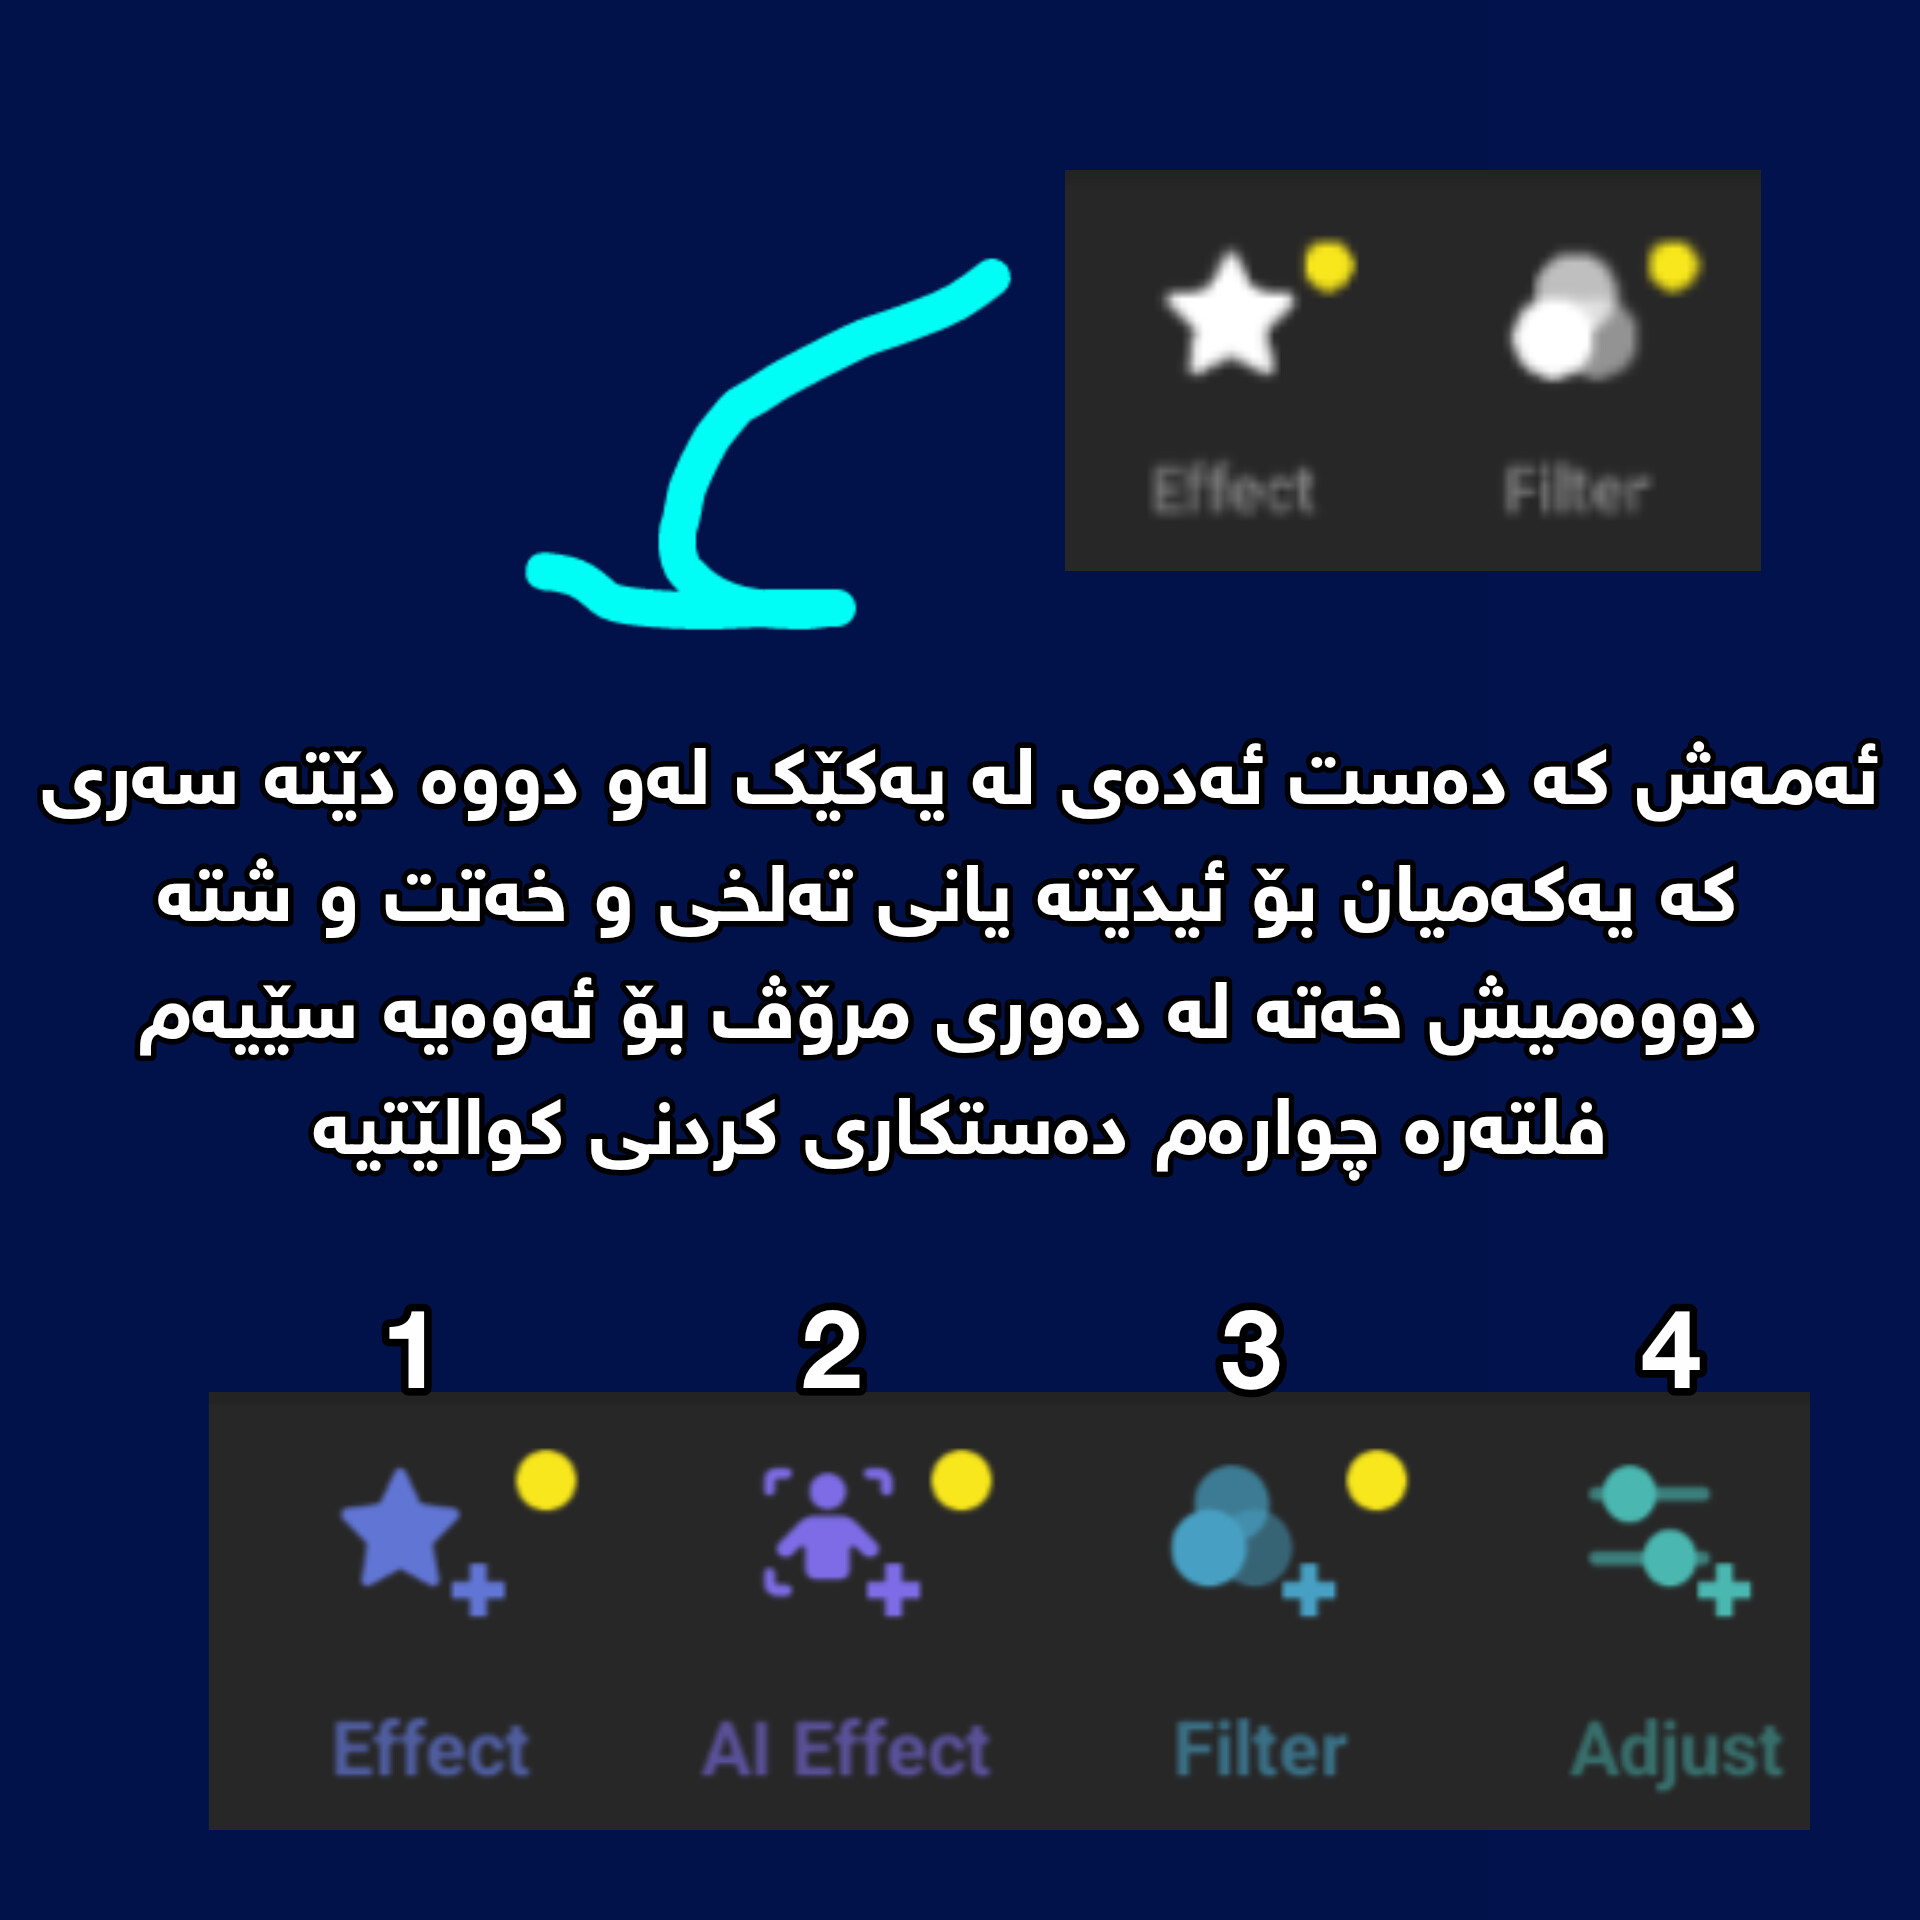 Effect Filter
ئەمەش کە دەست ئەدەی لە یەکێک لەو دووە دێتە سەری
کە یەکەمیان بۆ ئیدێتە یانی تەلخی و خەتت و شتە
دووەمیش خەتە لە دەوری مرۆڤ بۆ ئەوەیە سێییەم
فلتەرە چوارەم دەستکاری کردنی کوالێتیە
1 2 3 4
Effect AI Effect Filter Adjust